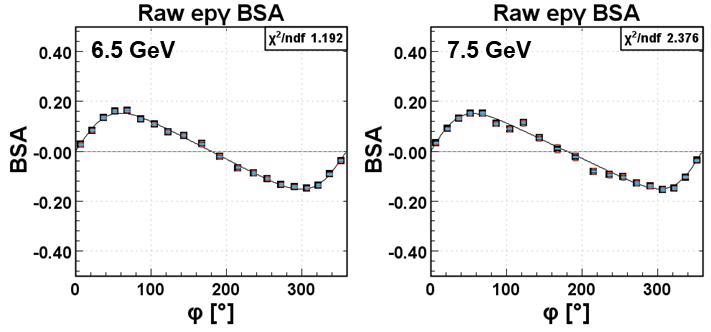 Raw epγ BSA
6.5 GeV
χ²/ndf 1.192
BSA
0.40
0.20
-0.00
-0.20
-0.40
0 100 200 300
φ [°]
Raw epγ BSA
7.5 GeV
χ²/ndf 2.376
BSA
0.40
0.20
-0.00
-0.20
-0.40
0 100 200 300
φ [°]